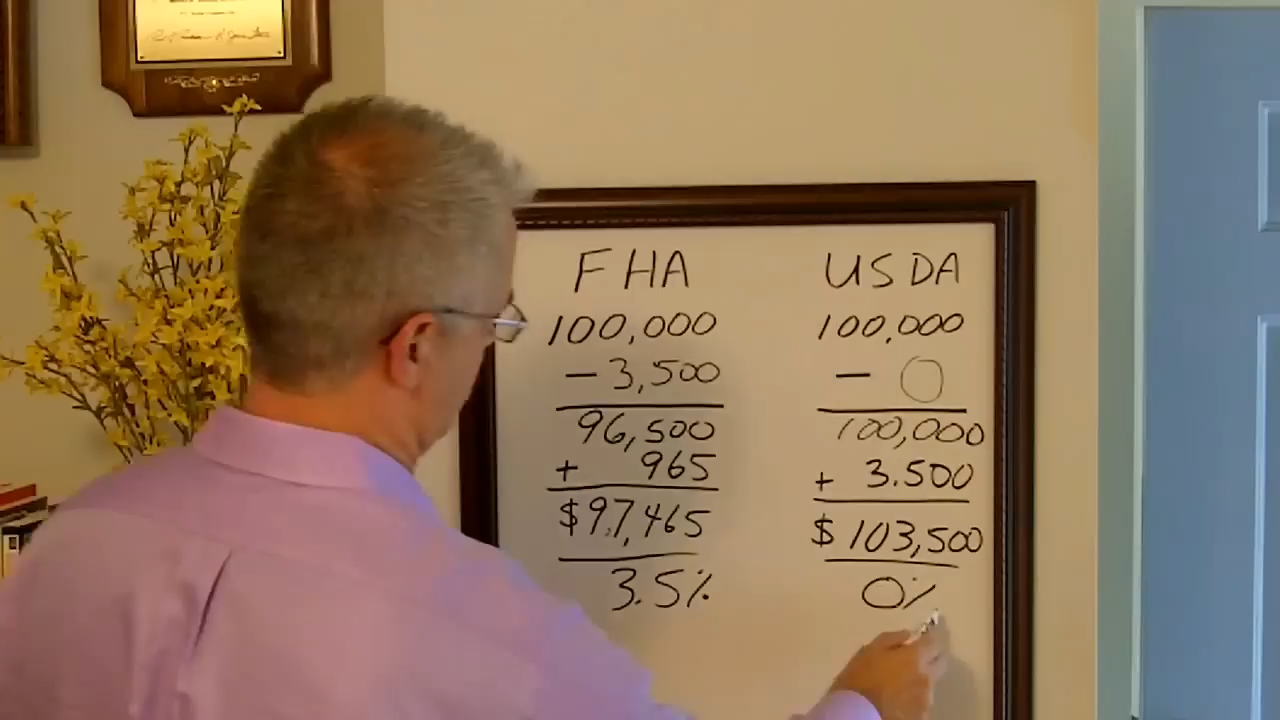 FHA USDA
100,000 100,000
- 3,500 - 0
96,500 100,000
+ 965 + 3.500
$97,465 $103,500
3.5% 0%